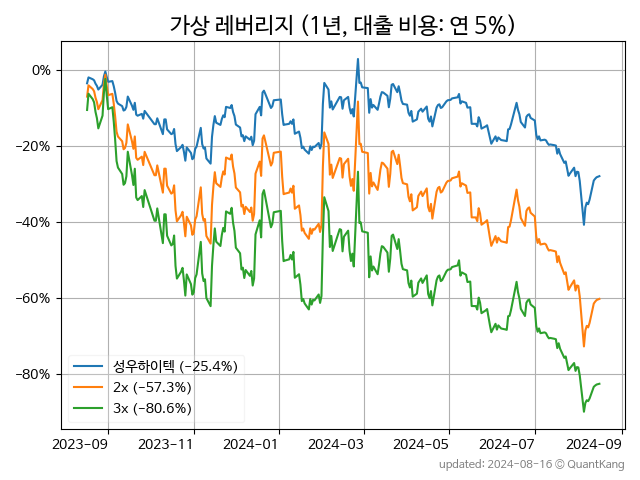 가상 레버리지 (1년, 대출 비용: 연 5%)
0%
−20%
−40%
−60%
−80%
성우하이텍 (−25.4%)
2x (−57.3%)
3x (−80.6%)
2023-09 2023-11 2024-01 2024-03 2024-05 2024-07 2024-09
updated: 2024-08-16 © QuantKang